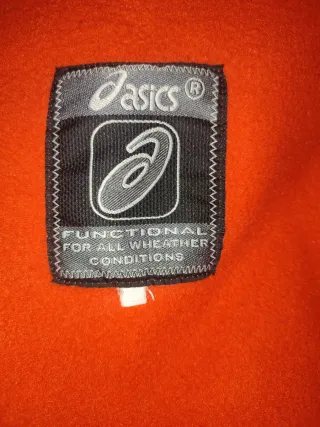 asics ®
FUNCTIONAL
FOR ALL WHEATHER
CONDITIONS